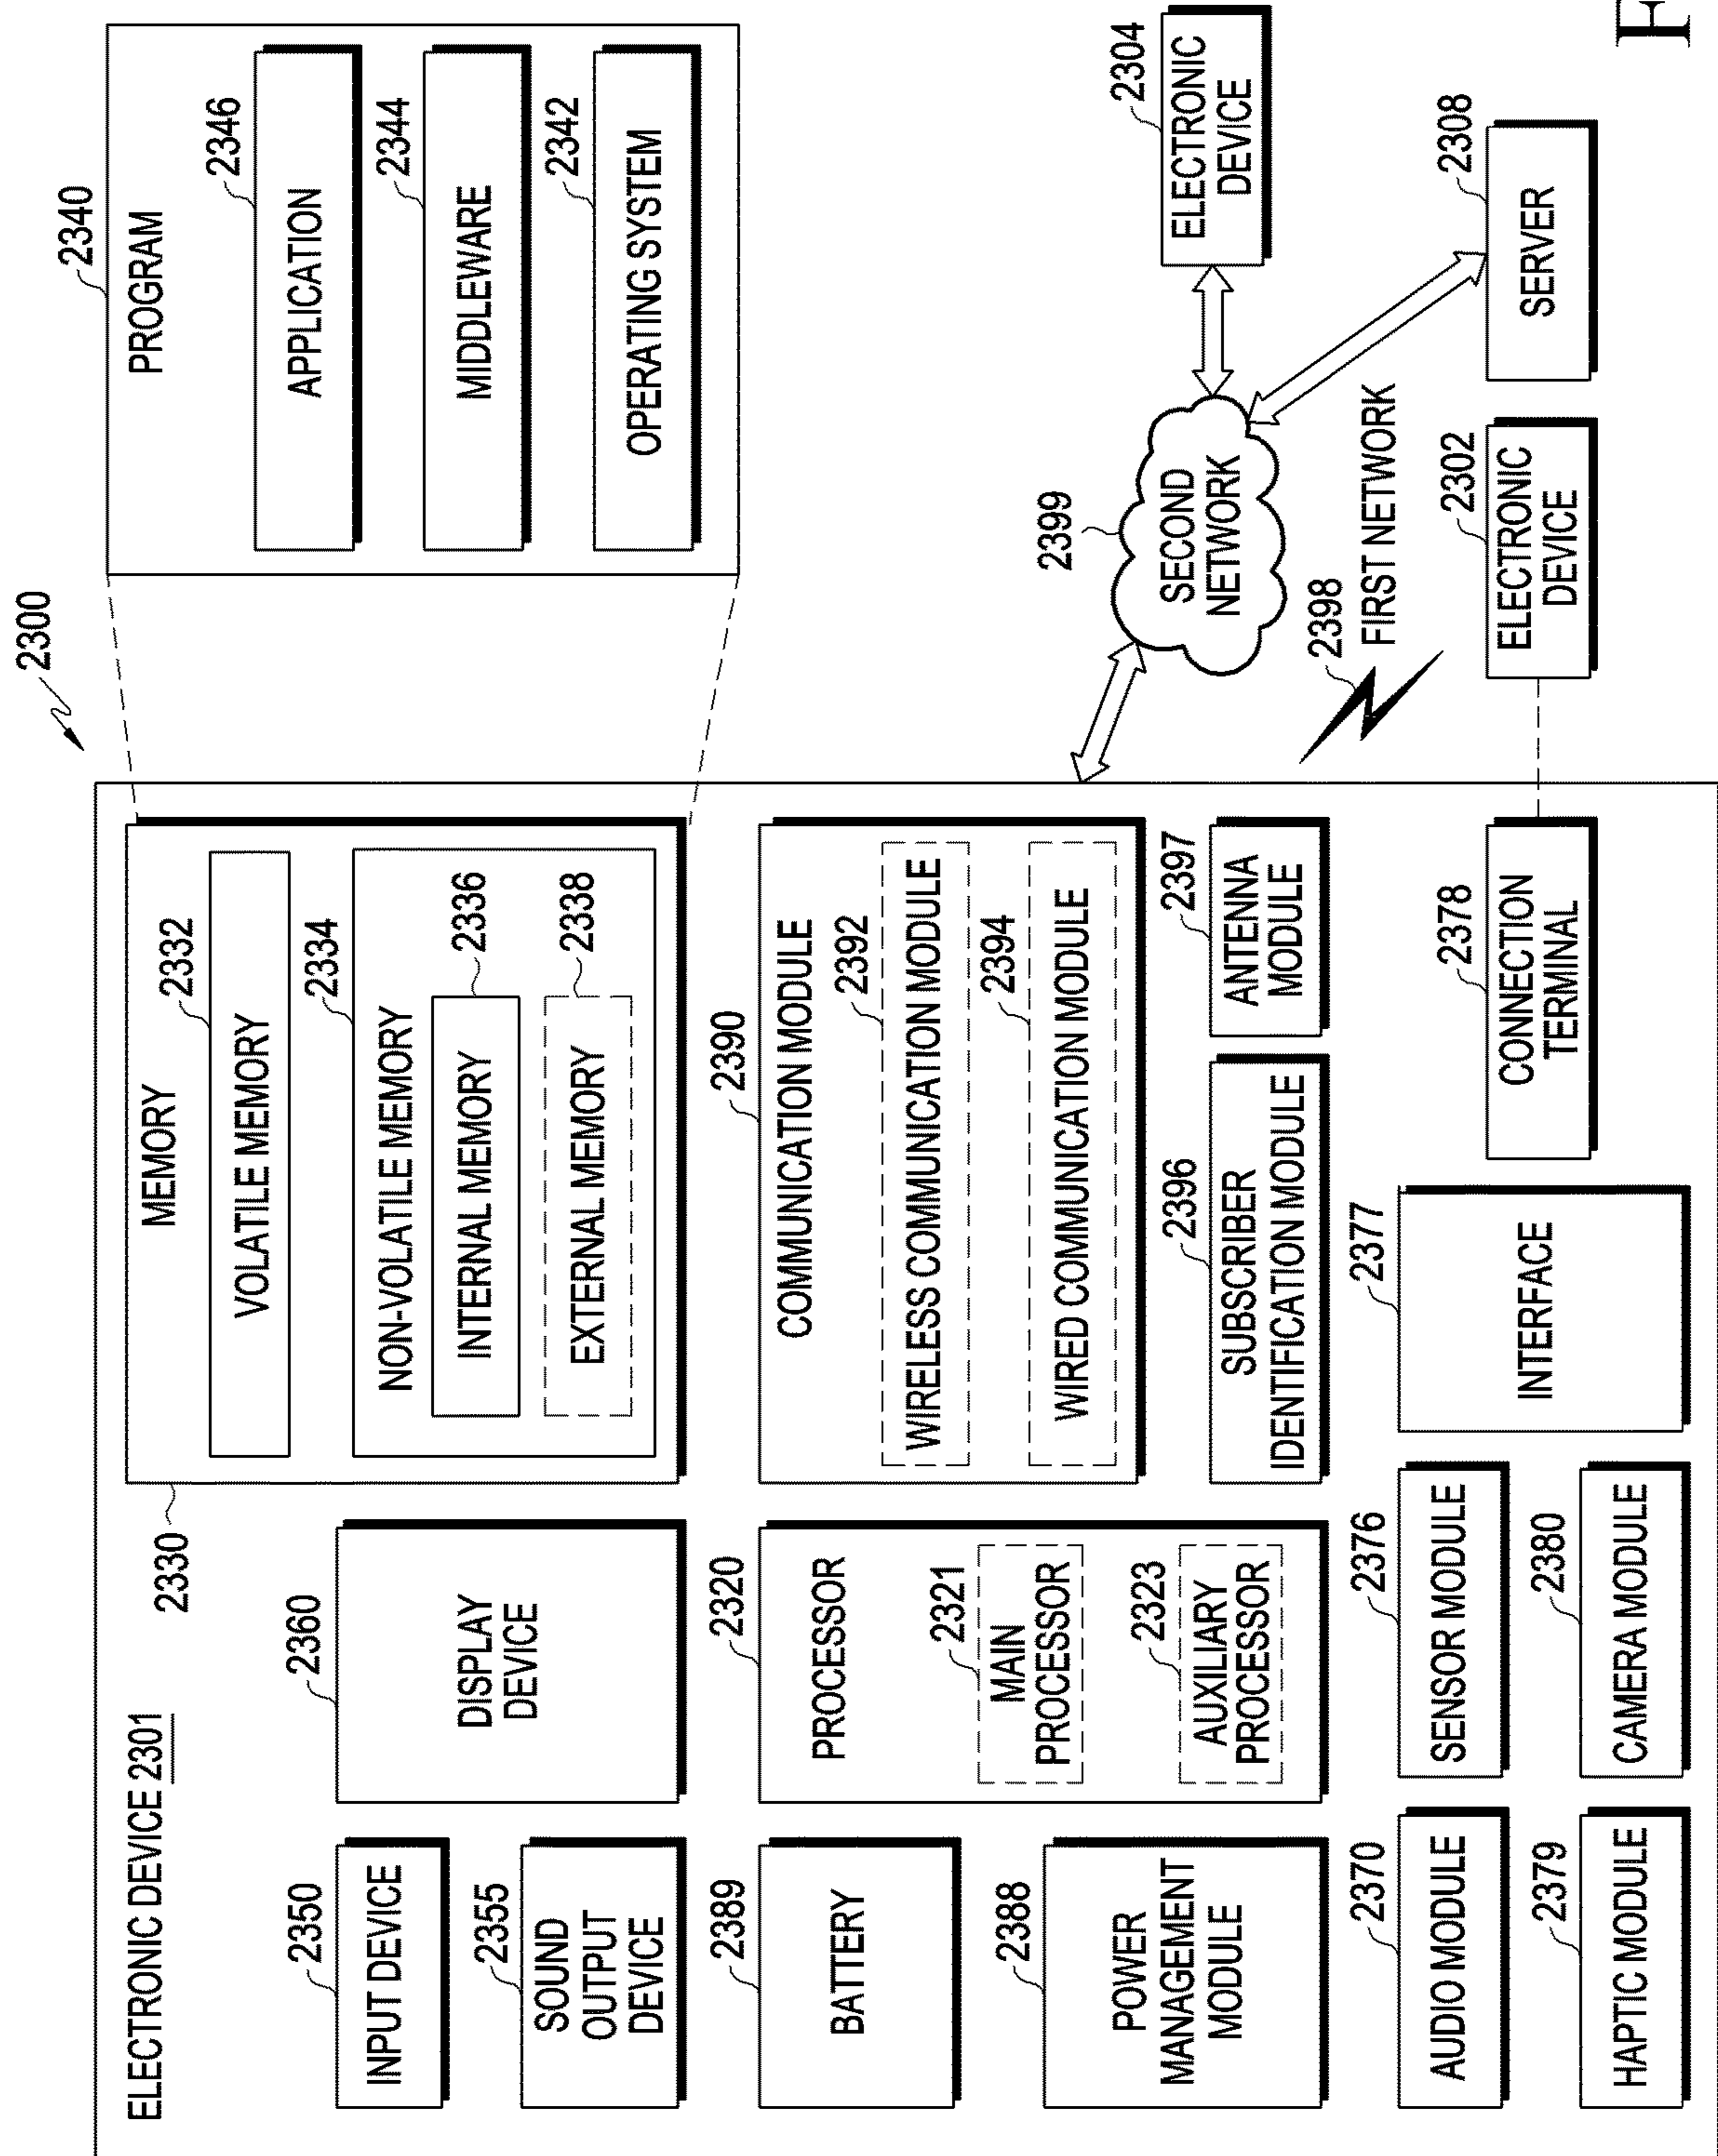 2300
ELECTRONIC DEVICE 2301
2350
INPUT DEVICE
2355
SOUND
OUTPUT
DEVICE
2389
BATTERY
2388
POWER
MANAGEMENT
MODULE
2370
AUDIO MODULE
2379
HAPTIC MODULE
2360
DISPLAY
DEVICE
2320
PROCESSOR
2321
MAIN
PROCESSOR
2323
AUXILIARY
PROCESSOR
2376
SENSOR MODULE
2380
CAMERA MODULE
2330
MEMORY
2332
VOLATILE MEMORY
2334
NON-VOLATILE MEMORY
2336
INTERNAL MEMORY
2338
EXTERNAL MEMORY
2390
COMMUNICATION MODULE
2392
WIRELESS COMMUNICATION MODULE
2394
WIRED COMMUNICATION MODULE
2396
SUBSCRIBER
IDENTIFICATION MODULE
2397
ANTENNA
MODULE
2377
INTERFACE
2378
CONNECTION
TERMINAL
2340
PROGRAM
2346
APPLICATION
2344
MIDDLEWARE
2342
OPERATING SYSTEM
2399
SECOND
NETWORK
2304
ELECTRONIC
DEVICE
2398
FIRST NETWORK
2308
SERVER
2302
ELECTRONIC
DEVICE